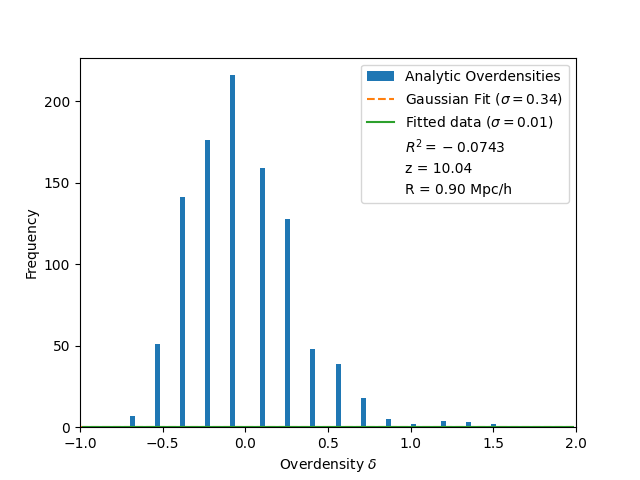 Analytic Overdensities
Gaussian Fit (σ = 0.34)
Fitted data (σ = 0.01)
R² = − 0.0743
z = 10.04
R = 0.90 Mpc/h
200
150
100
50
0
Frequency
−1.0 −0.5 0.0 0.5 1.0 1.5 2.0
Overdensity δ